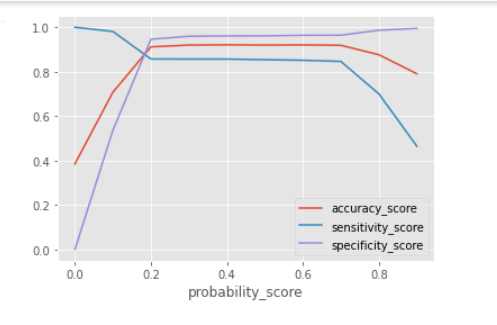 1.0
0.8
0.6
0.4
0.2
0.0
accuracy_score
sensitivity_score
specificity_score
0.0 0.2 0.4 0.6 0.8
probability_score